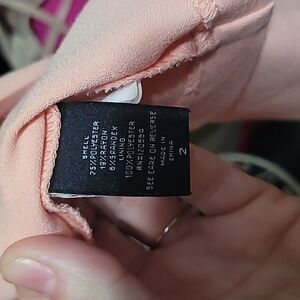 SHELL
75%POLYESTER
19%RAYON
6%SPANDEX
LINING
100%POLYESTER
SEE CARE ON REVERSE
MADE IN
CHINA
2